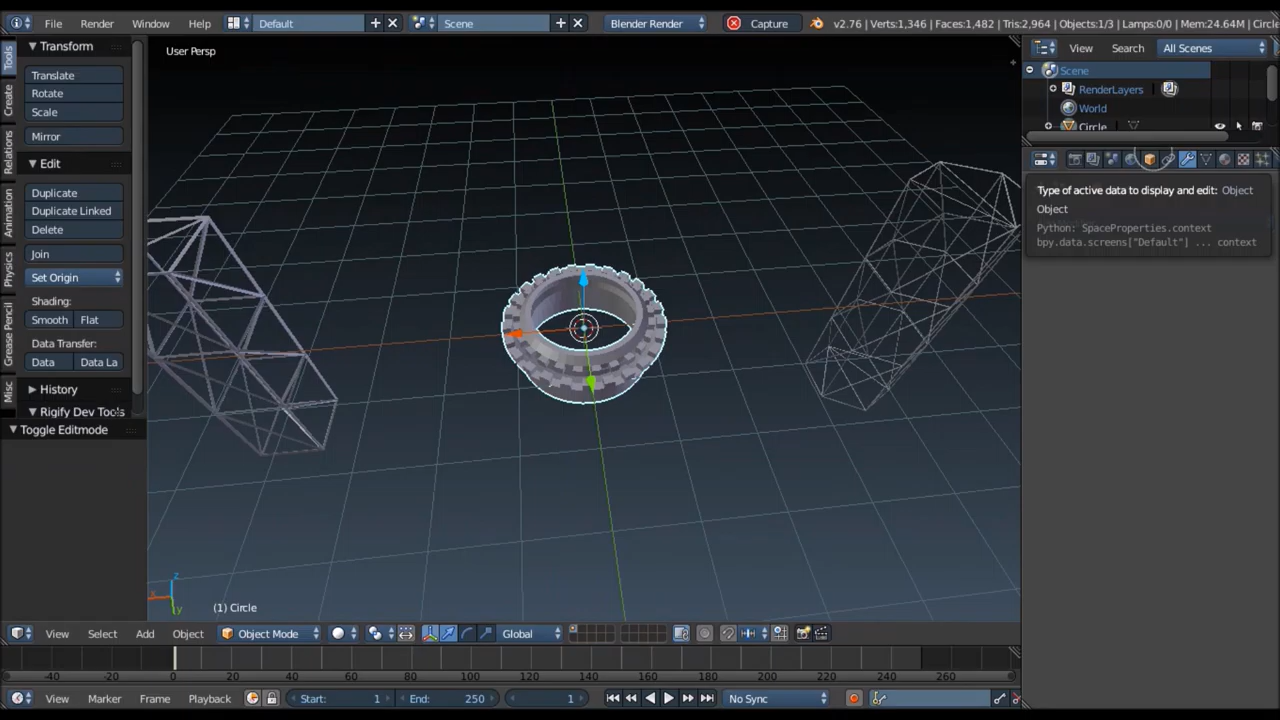 File Render Window Help Default Scene Blender Render Capture v2.76 | Verts:1,346 | Faces:1,482 | Tris:2,964 | Objects:1/3 | Lamps:0/0 | Mem:24.64M | Circle
Tools
Create
Relations
Animation
Physics
Grease Pencil
Misc
Transform
Translate
Rotate
Scale
Mirror
Edit
Duplicate
Duplicate Linked
Delete
Join
Set Origin
Shading:
Smooth Flat
Data Transfer:
Data Data La
History
Rigify Dev Tools
Toggle Editmode
User Persp
x
z
y
(1) Circle
View Search All Scenes
Scene
RenderLayers
World
Circle
Type of active data to display and edit: Object
Object
Python: SpaceProperties.context
bpy.data.screens["Default"] ... context
View Select Add Object Object Mode Global
-40 -20 0 20 40 60 80 100 120 140 160 180 200 220 240 260
View Marker Frame Playback Start: 1 End: 250 1 No Sync